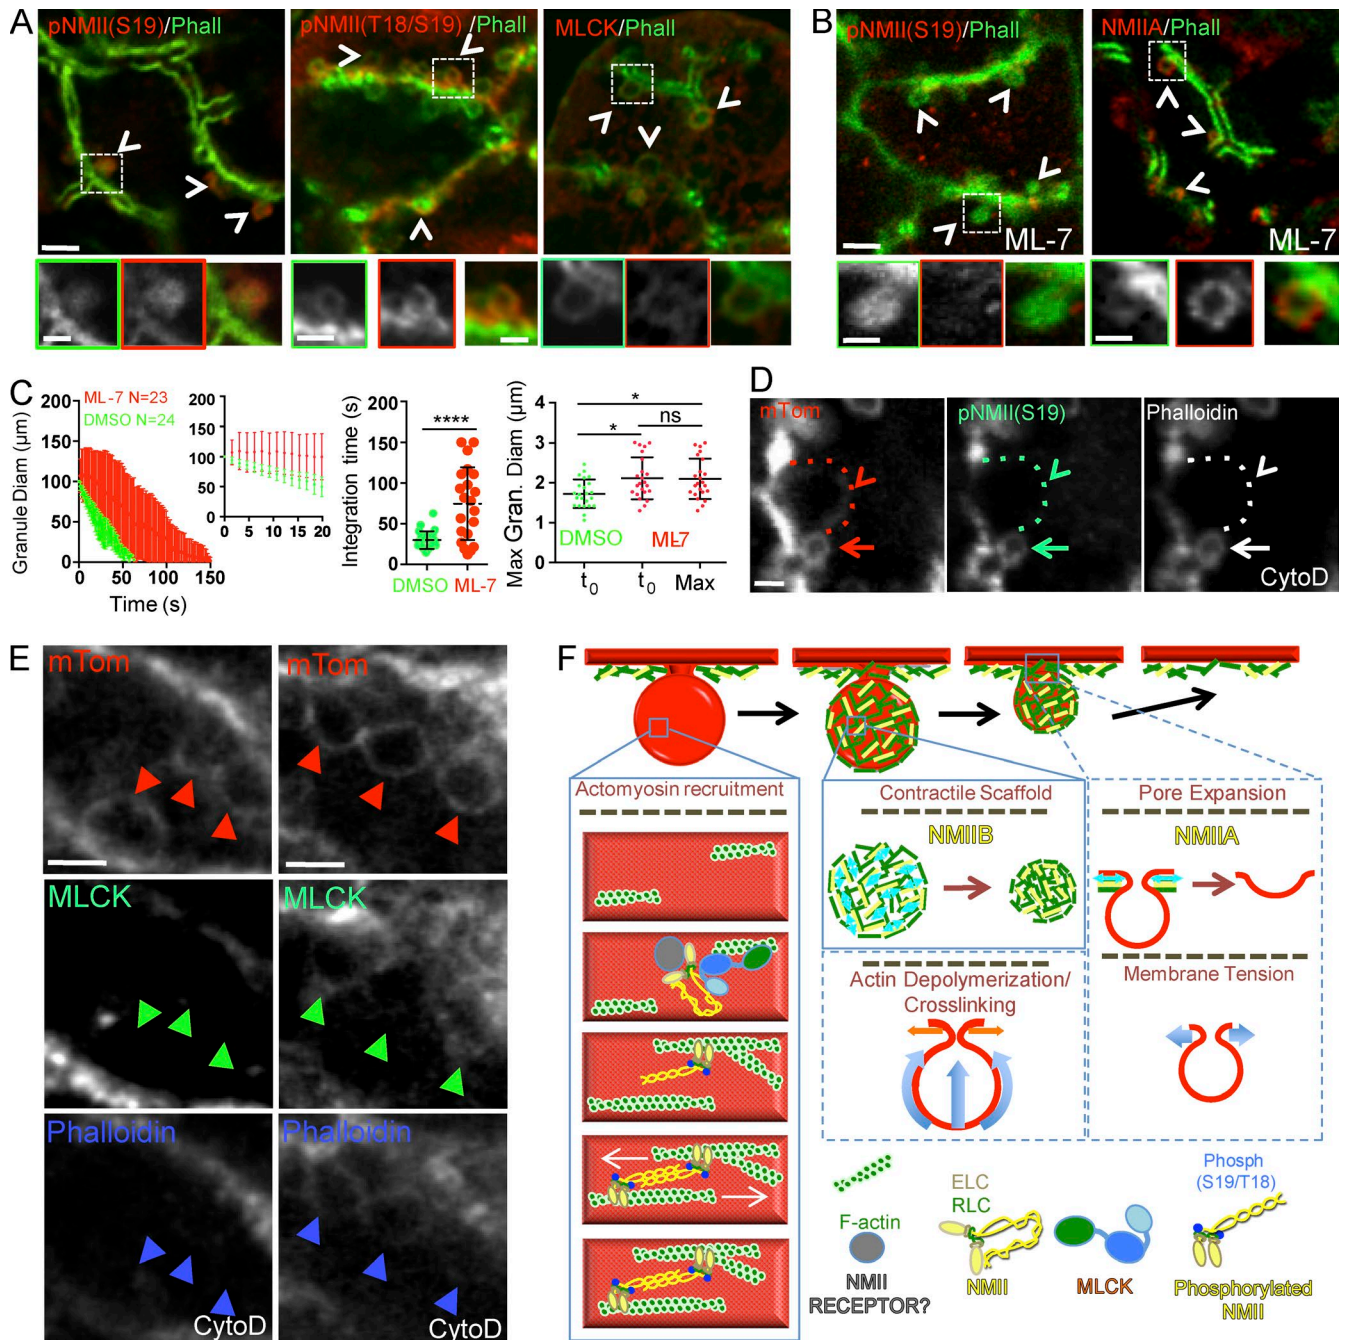 A
pNMII(S19)/Phall
pNMII(T18/S19)/Phall
MLCK/Phall
B
pNMII(S19)/Phall
NMIIA/Phall
ML-7
ML-7
C
Granule Diam (µm)
200
150
100
50
0
ML-7 N=23
DMSO N=24
0
50
100
150
Time (s)
200
150
100
50
0
0
5
10
15
20
Integration time (s)
200
150
100
50
0
****
DMSO
ML-7
Max Gran. Diam (µm)
4
3
2
1
0
*
*
ns
DMSO
ML7
t0
t0
Max
D
mTom
pNMII(S19)
Phalloidin
CytoD
E
mTom
mTom
MLCK
MLCK
Phalloidin
Phalloidin
CytoD
CytoD
F
Actomyosin recruitment
Contractile Scaffold
NMIIB
Pore Expansion
NMIIA
Actin Depolymerization/
Crosslinking
Membrane Tension
F-actin
NMII
RECEPTOR?
ELC
RLC
NMII
MLCK
Phosph
(S19/T18)
Phosphorylated
NMII